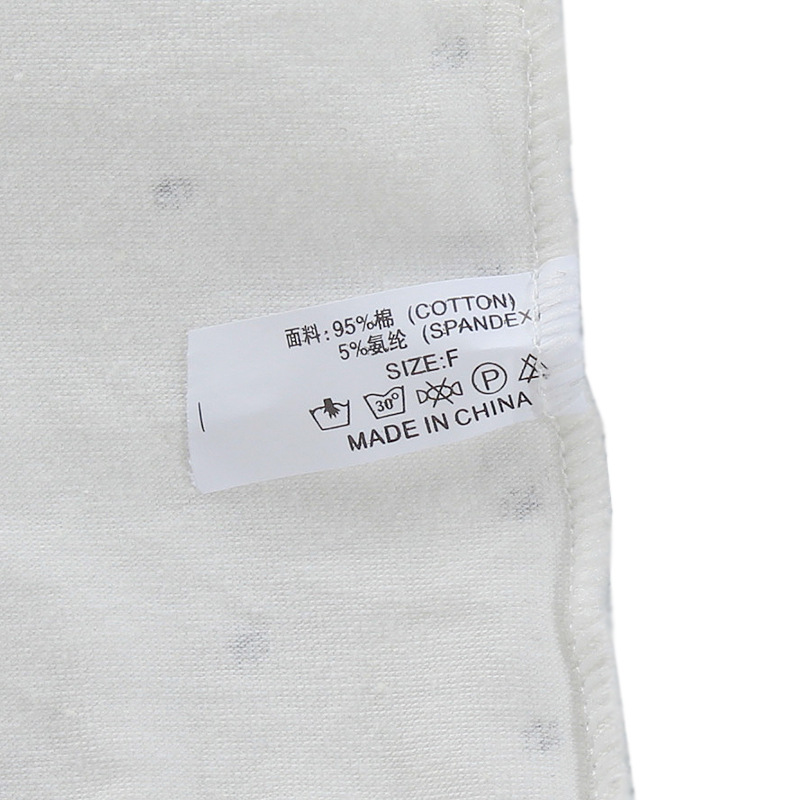 面料:95%棉 (COTTON)
5%氨纶 (SPANDEX
SIZE:F
30°
P
MADE IN CHINA